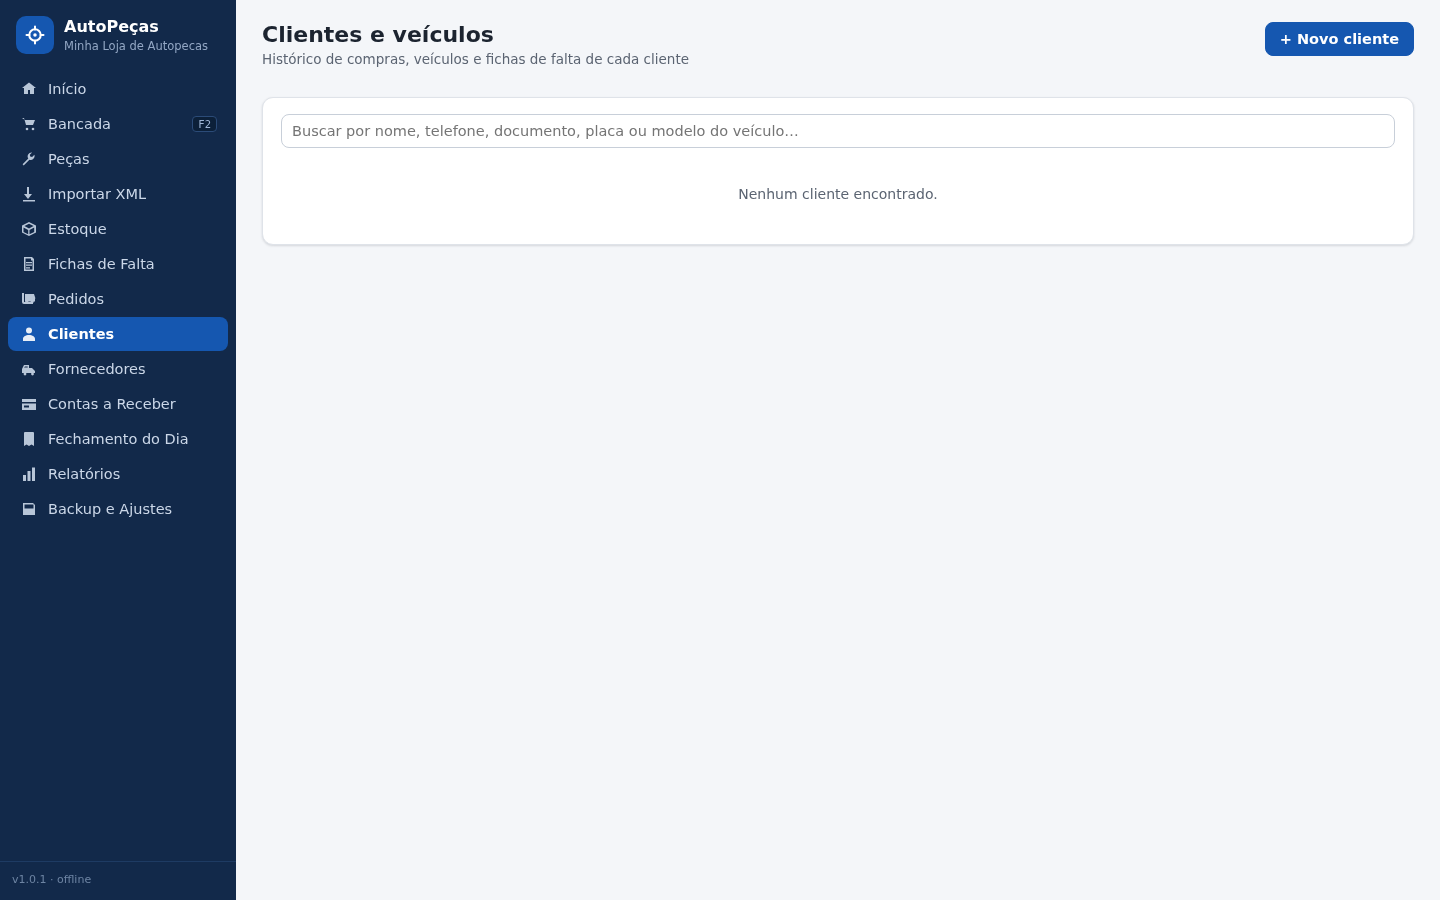 AutoPeças
Minha Loja de Autopecas
Início
Bancada F2
Peças
Importar XML
Estoque
Fichas de Falta
Pedidos
Clientes
Fornecedores
Contas a Receber
Fechamento do Dia
Relatórios
Backup e Ajustes
v1.0.1 · offline
Clientes e veículos
Histórico de compras, veículos e fichas de falta de cada cliente
+ Novo cliente
Buscar por nome, telefone, documento, placa ou modelo do veículo...
Nenhum cliente encontrado.